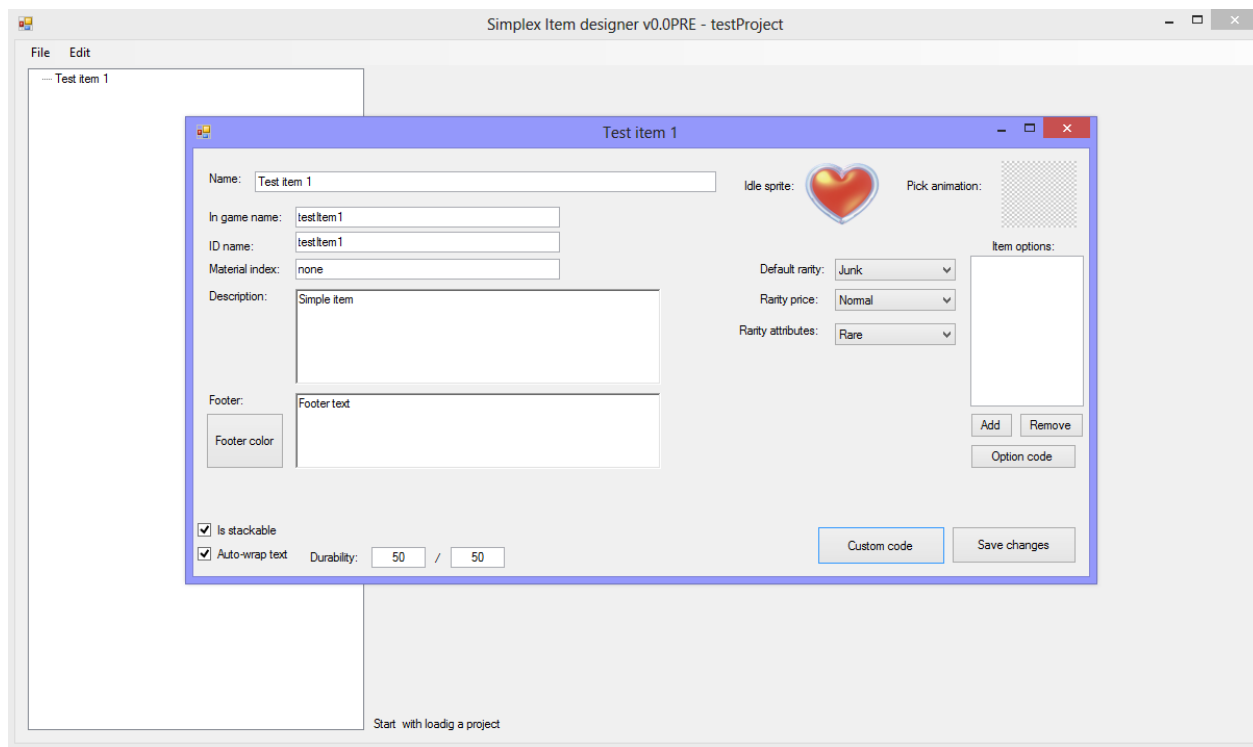 Simplex Item designer v0.0PRE - testProject
File Edit
Test item 1
Test item 1
Name: Test item 1
Idle sprite: Pick animation:
In game name: testItem1
ID name: testItem1
Item options:
Material index: none
Default rarity: Junk
Description: Simple item
Rarity price: Normal
Rarity attributes: Rare
Footer: Footer text
Footer color
Add Remove
Option code
Is stackable
Auto-wrap text Durability: 50 / 50
Custom code Save changes
Start with loadig a project